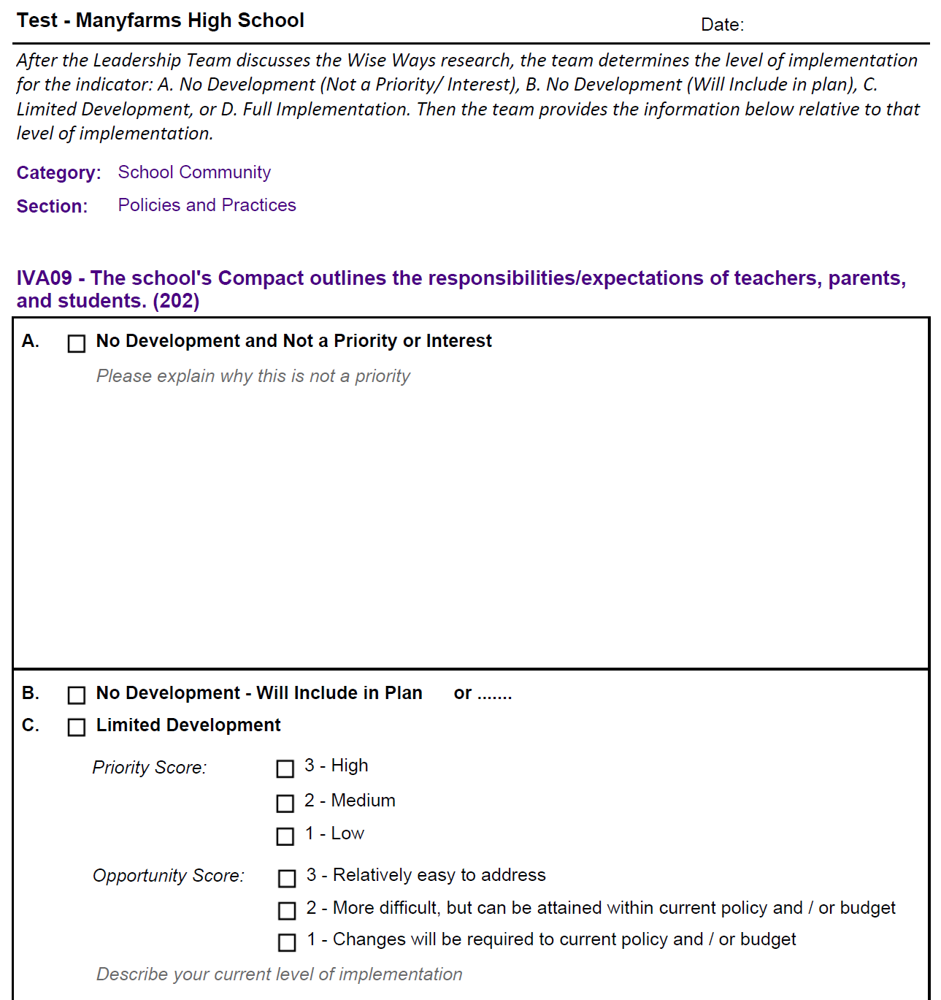 Test - Manyfarms High School Date:
After the Leadership Team discusses the Wise Ways research, the team determines the level of implementation
for the indicator: A. No Development (Not a Priority/ Interest), B. No Development (Will Include in plan), C.
Limited Development, or D. Full Implementation. Then the team provides the information below relative to that
level of implementation.
Category: School Community
Section: Policies and Practices
IVA09 - The school's Compact outlines the responsibilities/expectations of teachers, parents,
and students. (202)
A. No Development and Not a Priority or Interest
Please explain why this is not a priority
B. No Development - Will Include in Plan or .......
C. Limited Development
Priority Score: 3 - High
2 - Medium
1 - Low
Opportunity Score: 3 - Relatively easy to address
2 - More difficult, but can be attained within current policy and / or budget
1 - Changes will be required to current policy and / or budget
Describe your current level of implementation